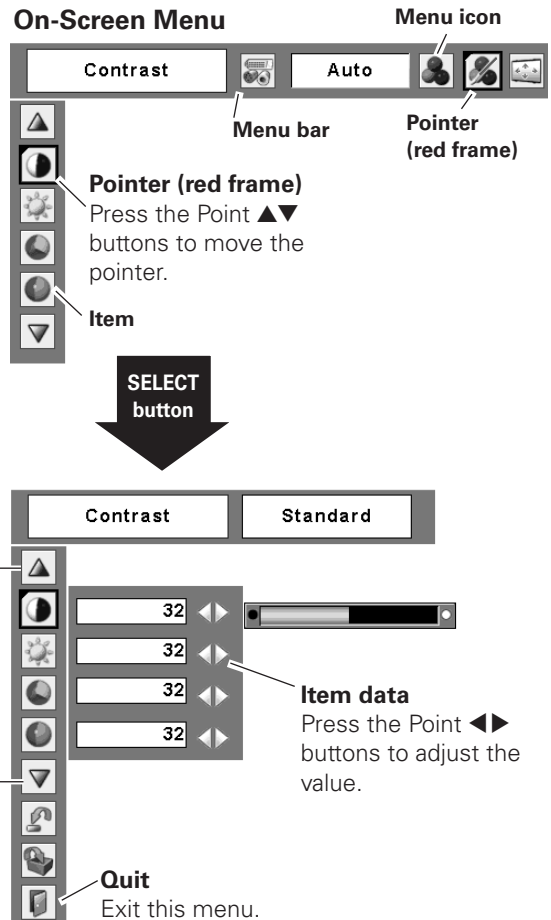 On-Screen Menu
Menu icon
Contrast
Auto
Menu bar
Pointer
(red frame)
Pointer (red frame)
Press the Point ▲▼
buttons to move the
pointer.
Item
SELECT
button
Contrast
Standard
32
32
32
32
Item data
Press the Point ◀▶
buttons to adjust the
value.
Quit
Exit this menu.